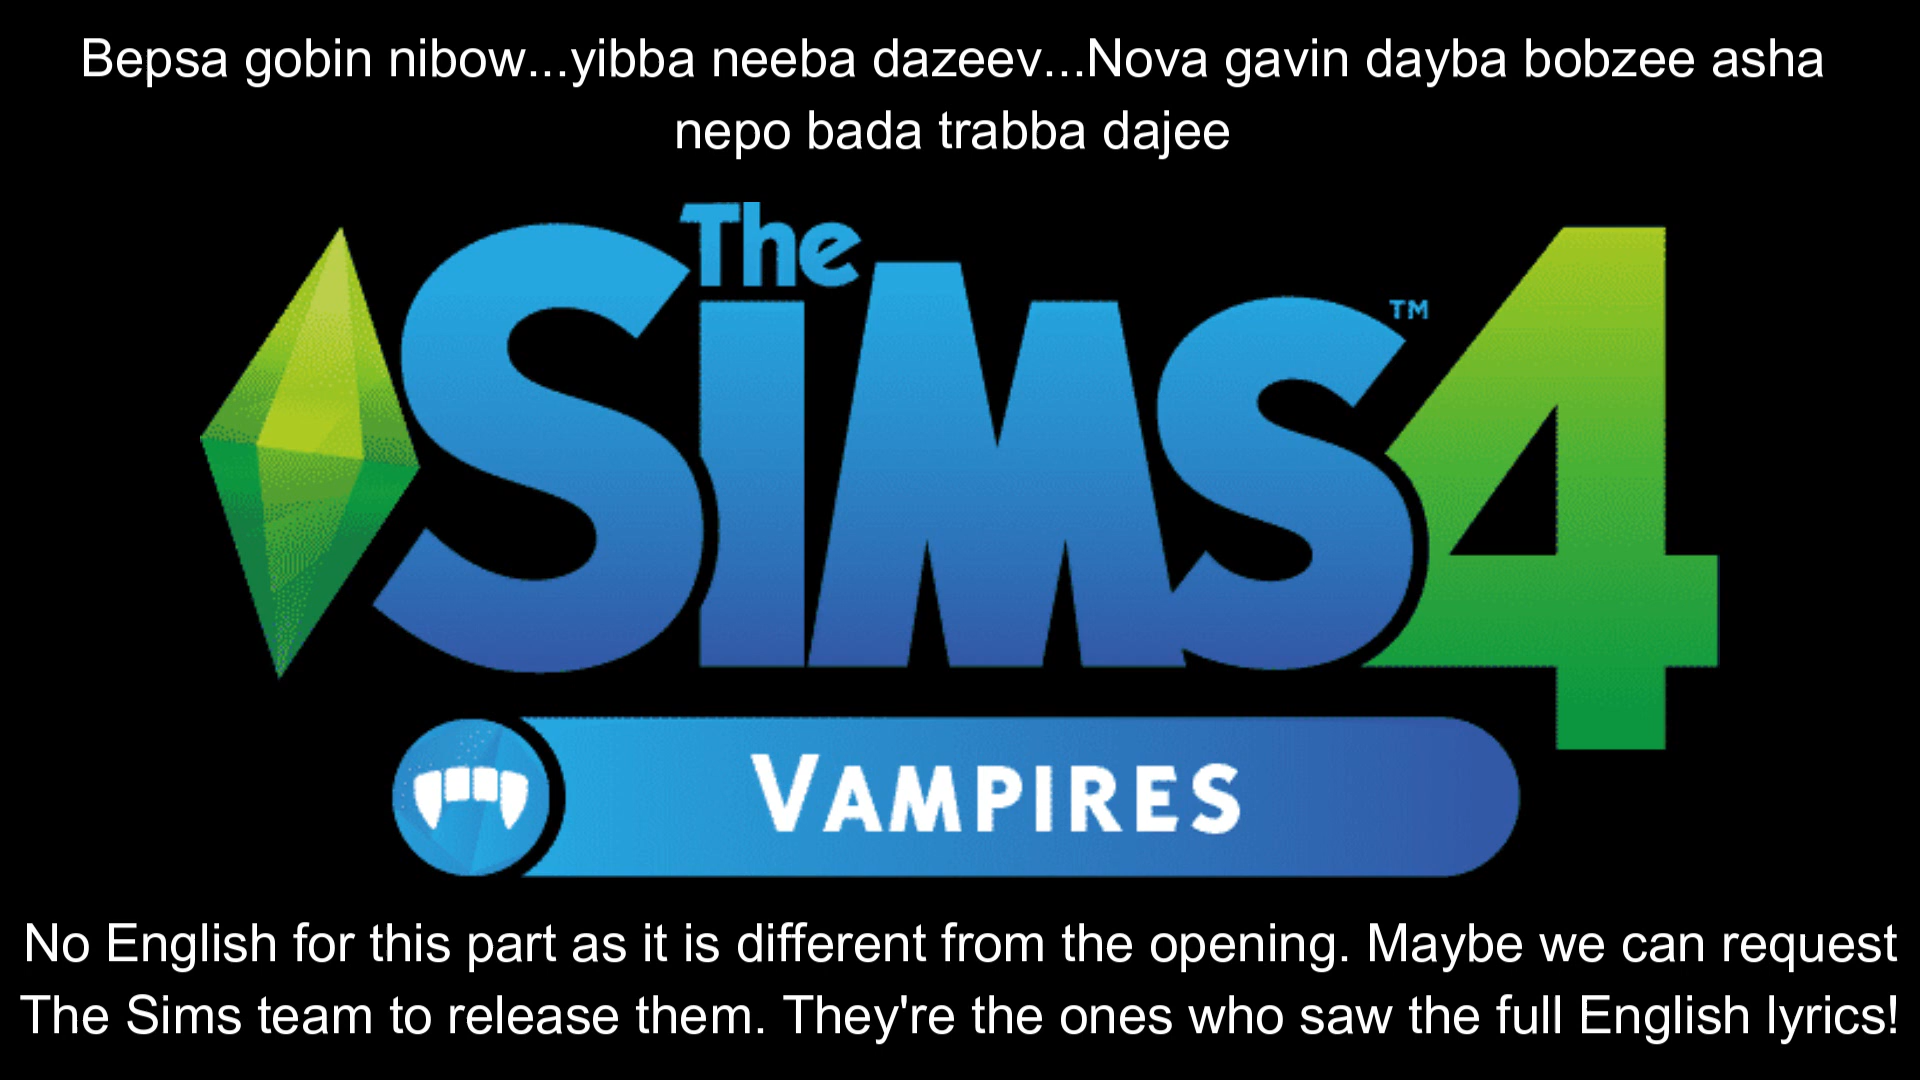 Bepsa gobin nibow...yibba neeba dazeev...Nova gavin dayba bobzee asha
nepo bada trabba dajee
The
SIMS 4
TM
VAMPIRES
No English for this part as it is different from the opening. Maybe we can request
The Sims team to release them. They're the ones who saw the full English lyrics!